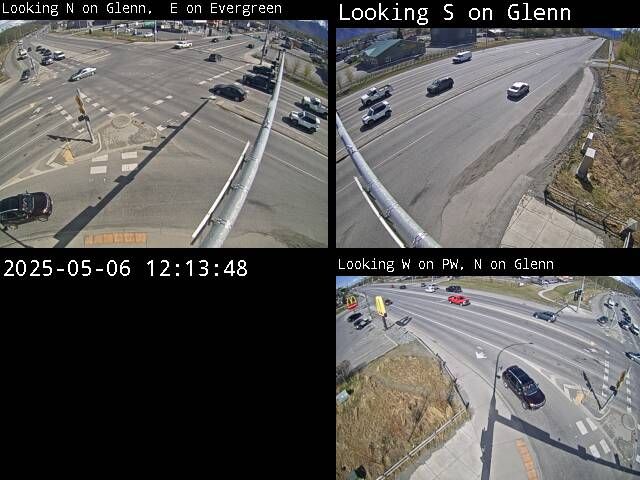 Looking N on Glenn, E on Evergreen
Looking S on Glenn
2025-05-06 12:13:48
Looking W on PW, N on Glenn